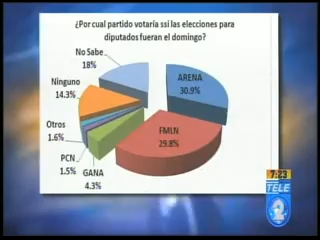 ¿Por cual partido votaría ssi las elecciones para
diputados fueran el domingo?
No Sabe
18%
ARENA
30.9%
Ninguno
14.3%
FMLN
29.8%
Otros
1.6%
PCN
1.5%
GANA
4.3%
7:23
TELE
2